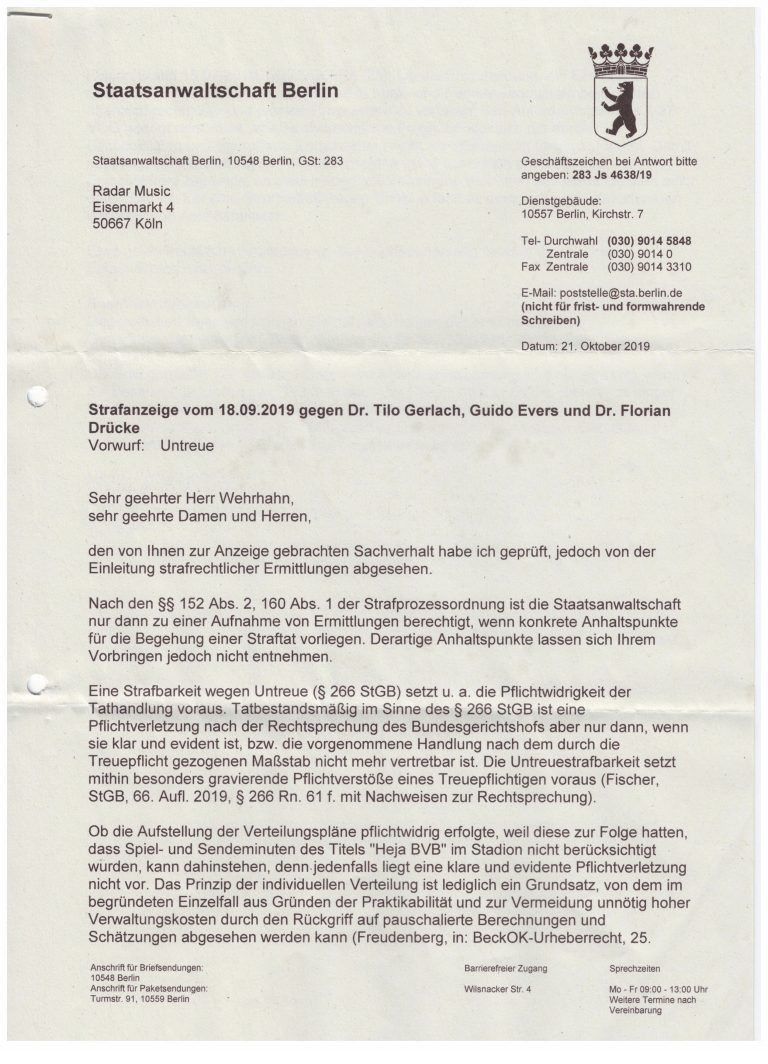 Staatsanwaltschaft Berlin
Staatsanwaltschaft Berlin, 10548 Berlin, GSt: 283
Radar Music
Eisenmarkt 4
50667 Köln
Geschäftszeichen bei Antwort bitte
angeben: 283 Js 4638/19
Dienstgebäude:
10557 Berlin, Kirchstr. 7
Tel- Durchwahl (030) 9014 5848
Zentrale (030) 9014 0
Fax Zentrale (030) 9014 3310
E-Mail: poststelle@sta.berlin.de
(nicht für frist- und formwahrende
Schreiben)
Datum: 21. Oktober 2019
Strafanzeige vom 18.09.2019 gegen Dr. Tilo Gerlach, Guido Evers und Dr. Florian
Drücke
Vorwurf: Untreue
Sehr geehrter Herr Wehrhahn,
sehr geehrte Damen und Herren,
den von Ihnen zur Anzeige gebrachten Sachverhalt habe ich geprüft, jedoch von der
Einleitung strafrechtlicher Ermittlungen abgesehen.
Nach den §§ 152 Abs. 2, 160 Abs. 1 der Strafprozessordnung ist die Staatsanwaltschaft
nur dann zu einer Aufnahme von Ermittlungen berechtigt, wenn konkrete Anhaltspunkte
für die Begehung einer Straftat vorliegen. Derartige Anhaltspunkte lassen sich Ihrem
Vorbringen jedoch nicht entnehmen.
Eine Strafbarkeit wegen Untreue (§ 266 StGB) setzt u. a. die Pflichtwidrigkeit der
Tathandlung voraus. Tatbestandsmäßig im Sinne des § 266 StGB ist eine
Pflichtverletzung nach der Rechtsprechung des Bundesgerichtshofs aber nur dann, wenn
sie klar und evident ist, bzw. die vorgenommene Handlung nach dem durch die
Treuepflicht gezogenen Maßstab nicht mehr vertretbar ist. Die Untreuestrafbarkeit setzt
mithin besonders gravierende Pflichtverstöße eines Treuepflichtigen voraus (Fischer,
StGB, 66. Aufl. 2019, § 266 Rn. 61 f. mit Nachweisen zur Rechtsprechung).
Ob die Aufstellung der Verteilungspläne pflichtwidrig erfolgte, weil diese zur Folge hatten,
dass Spiel- und Sendeminuten des Titels "Heja BVB" im Stadion nicht berücksichtigt
wurden, kann dahinstehen, denn jedenfalls liegt eine klare und evidente Pflichtverletzung
nicht vor. Das Prinzip der individuellen Verteilung ist lediglich ein Grundsatz, von dem im
begründeten Einzelfall aus Gründen der Praktikabilität und zur Vermeidung unnötig hoher
Verwaltungskosten durch den Rückgriff auf pauschalierte Berechnungen und
Schätzungen abgesehen werden kann (Freudenberg, in: BeckOK-Urheberrecht, 25.
Anschrift für Briefsendungen:
10548 Berlin
Anschrift für Paketsendungen:
Turmstr. 91, 10559 Berlin
Barrierefreier Zugang
Wilsnacker Str. 4
Sprechzeiten
Mo - Fr 09:00 - 13:00 Uhr
Weitere Termine nach
Vereinbarung